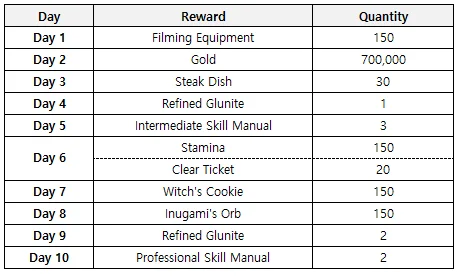 Day Reward Quantity
Day 1 Filming Equipment 150
Day 2 Gold 700,000
Day 3 Steak Dish 30
Day 4 Refined Glunite 1
Day 5 Intermediate Skill Manual 3
Day 6 Stamina 150
Clear Ticket 20
Day 7 Witch's Cookie 150
Day 8 Inugami's Orb 150
Day 9 Refined Glunite 2
Day 10 Professional Skill Manual 2